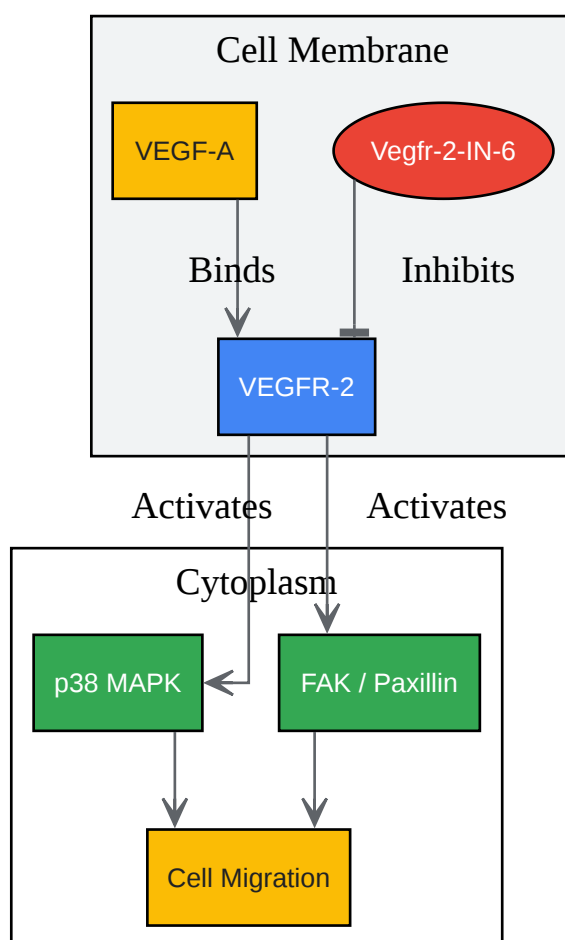 Cell Membrane
VEGF-A
Vegfr-2-IN-6
Binds
Inhibits
VEGFR-2
Activates
Activates
Cytoplasm
p38 MAPK
FAK / Paxillin
Cell Migration